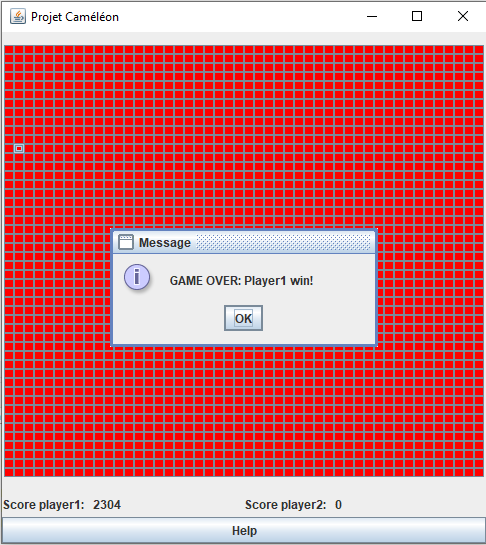 Projet Caméléon
Message
GAME OVER: Player1 win!
OK
Score player1: 2304 Score player2: 0
Help